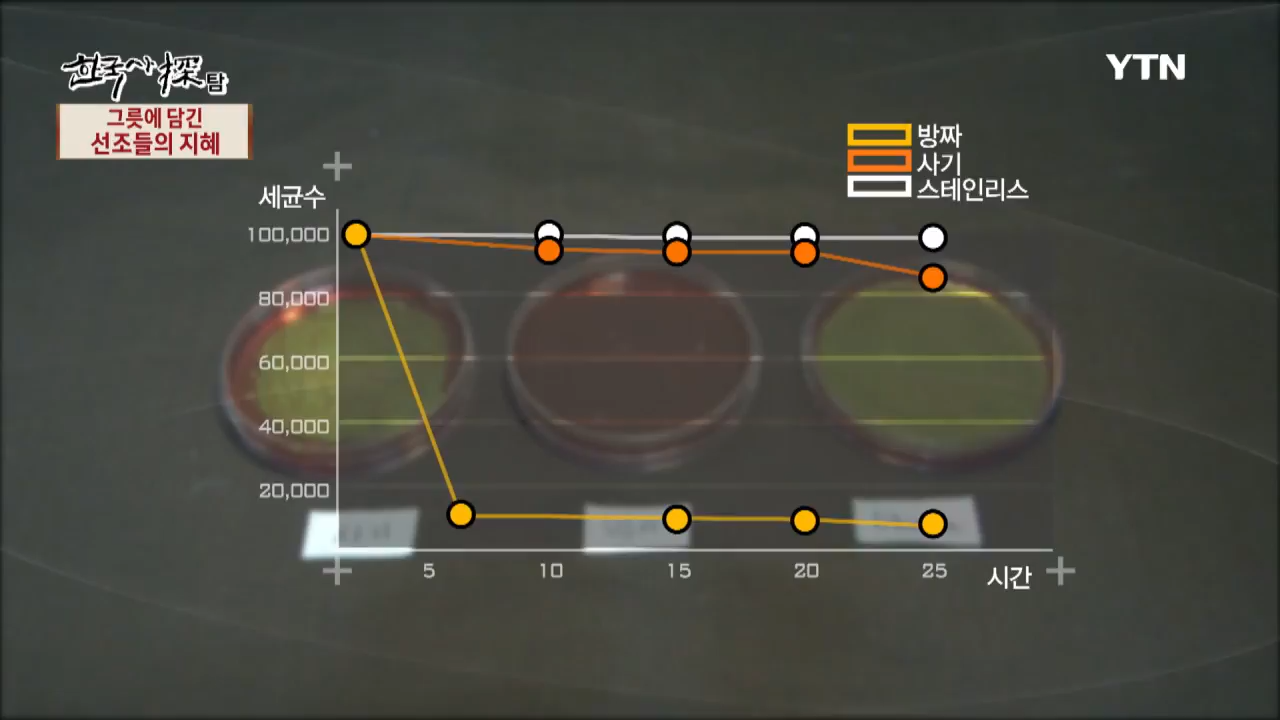 한국사 探 탐
그릇에 담긴
선조들의 지혜
YTN
방짜
사기
스테인리스
세균수
100,000
80,000
60,000
40,000
20,000
5 10 15 20 25 시간